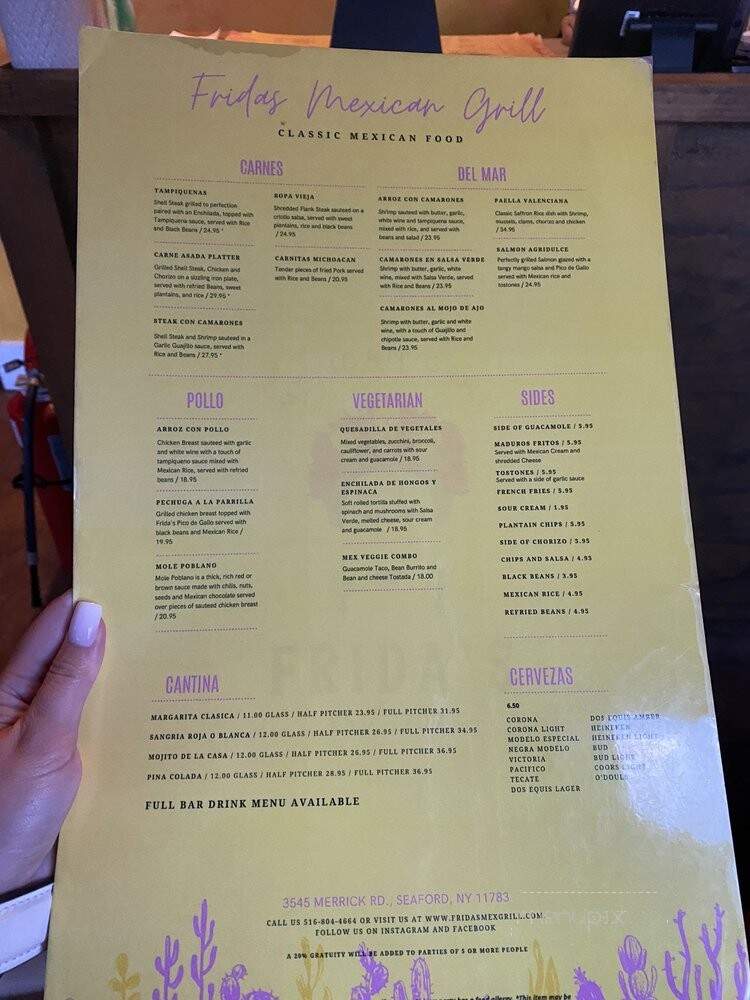 Fridas Mexican Grill
CLASSIC MEXICAN FOOD
CARNES
TAMPIQUENAS
Shell Steak grilled to perfection
paired with an Enshilada, topped with
Tampiquena sauce, served with Rice
and Black Beans / 24.95 *
CARNE ASADA PLATTER
Grilled Shell Steak, Chicken and
Chorizo on a sizzling iron plate,
served with refried Beans, sweet
plantains, and rice / 29.95 *
STEAK CON CAMARONES
Shell Steak and Shrimp sauteed in a
Garlic Guajillo sauce, served with
Rice and Beans / 27.95 *
ROPA VIEJA
Shredded Flank Steak sauteed on a
criollo salsa, served with sweet
plantains, rice and black beans
/ 24.95
CARNITAS MICHOACAN
Tender pieces of fried Pork served
with Rice and Beans / 20.95
DEL MAR
ARROZ CON CAMARONES
Shrimp sauteed with butter, garlic,
white wine and tampiquena sauce,
mixed with rice, and served with
beans and salad / 23.95
CAMARONES EN SALSA VERDE
Shrimp with butter, garlic, white
wine, mixed with Salsa Verde, served
with Rice and Beans / 23.95
CAMARONES AL MOJO DE AJO
Shrimp with butter, garlic and white
wine, with a touch of Guajillo and
chipotle sauce, served with Rice and
Beans / 23.95
PAELLA VALENCIANA
Classic Saffron Rice dish with Shrimp,
mussels, clams, chorizo and chicken
/ 34.95
SALMON AGRIDULCE
Perfectly grilled Salmon glazed with a
tangy mango salsa and Pico de Gallo
served with Mexican rice and
tostones / 24.95
POLLO
ARROZ CON POLLO
Chicken Breast sauteed with garlic
and white wine with a touch of
tampiqueno sauce mixed with
Mexican Rice, served with refried
beans / 18.95
PECHUGA A LA PARRILLA
Grilled chicken breast topped with
Frida's Pico de Gallo served with
black beans and Mexican Rice /
19.95
MOLE POBLANO
Mole Poblano is a thick, rich red or
brown sauce made with chilis, nuts,
seeds and Mexican chocolate served
over pieces of sauteed chicken breast
/ 20.95
VEGETARIAN
QUESADILLA DE VEGETALES
Mixed vegetables, zucchini, broccoli,
cauliflower, and carrots with sour
cream and guacamole / 18.95
ENCHILADA DE HONGOS Y
ESPINACA
Soft rolled tortilla stuffed with
spinach and mushrooms with Salsa
Verde, melted cheese, sour cream
and guacamole / 18.95
MEX VEGGIE COMBO
Guacamole Taco, Bean Burrito and
Bean and cheese Tostada / 18.00
SIDES
SIDE OF GUACAMOLE / 5.95
MADUROS FRITOS / 5.95
Served with Mexican Cream and
shredded Cheese
TOSTONES / 5.95
Served with a side of garlic sauce
FRENCH FRIES / 5.95
SOUR CREAM / 1.95
PLANTAIN CHIPS / 5.95
SIDE OF CHORIZO / 5.95
CHIPS AND SALSA / 4.95
BLACK BEANS / 3.95
MEXICAN RICE / 4.95
REFRIED BEANS / 4.95
CANTINA
MARGARITA CLASICA / 11.00 GLASS / HALF PITCHER 23.95 / FULL PITCHER 31.95
SANGRIA ROJA O BLANCA / 12.00 GLASS / HALF PITCHER 26.95 / FULL PITCHER 34.95
MOJITO DE LA CASA / 12.00 GLASS / HALF PITCHER 26.95 / FULL PITCHER 36.95
PINA COLADA / 12.00 GLASS / HALF PITCHER 28.95 / FULL PITCHER 36.95
FULL BAR DRINK MENU AVAILABLE
CERVEZAS
6.50
CORONA
CORONA LIGHT
MODELO ESPECIAL
NEGRA MODELO
VICTORIA
PACIFICO
TECATE
DOS EQUIS LAGER
DOS EQUIS AMBER
HEINEKEN
HEINEKEN LIGHT
BUD
BUD LIGHT
COORS LIGHT
O'DOULS
FRIDA'S
3545 MERRICK RD., SEAFORD, NY 11783
CALL US 516-804-4664 OR VISIT US AT WWW.FRIDASMEXGRILL.COM
FOLLOW US ON INSTAGRAM AND FACEBOOK
A 20% GRATUITY WILL BE ADDED TO PARTIES OF 5 OR MORE PEOPLE
has a food allergy. *This item may be